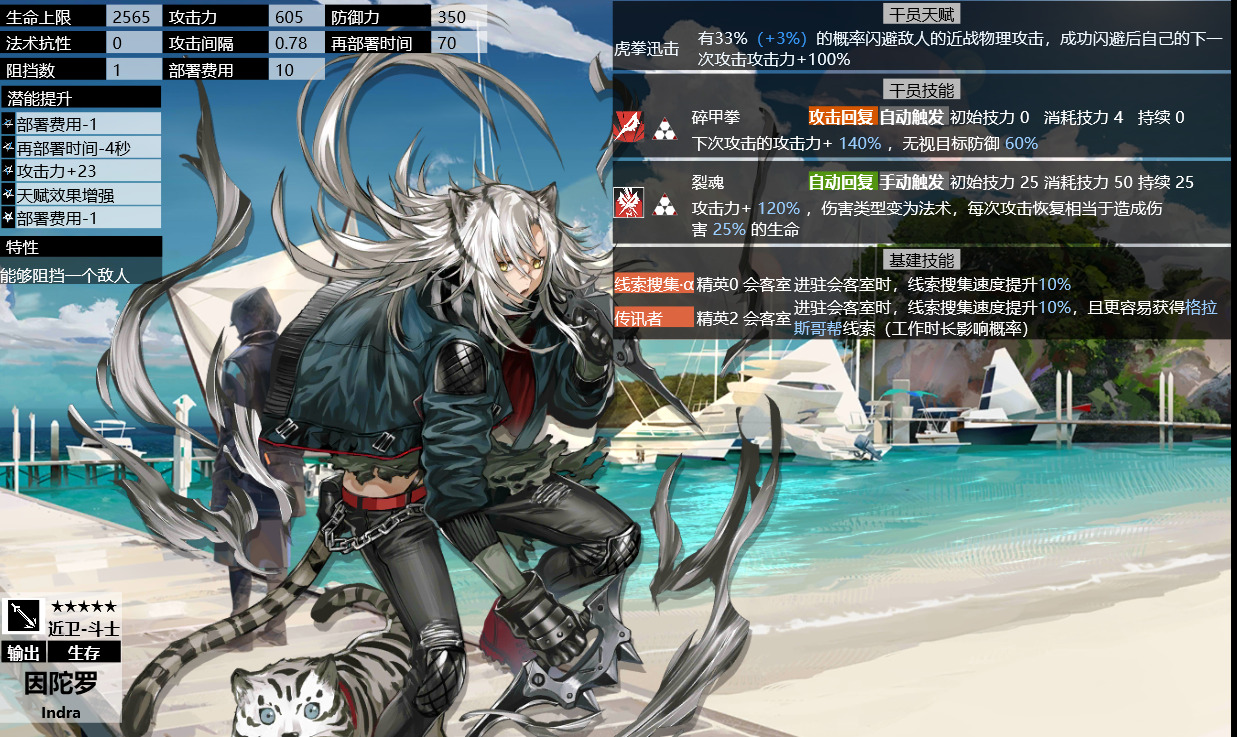 生命上限 2565 攻击力 605 防御力 350
法术抗性 0 攻击间隔 0.78 再部署时间 70
阻挡数 1 部署费用 10
潜能提升
部署费用-1
再部署时间-4秒
攻击力+23
天赋效果增强
部署费用-1
特性
能够阻挡一个敌人
★★★★★
近卫-斗士
输出 生存
因陀罗
Indra
干员天赋
虎拳迅击
有33%（+3%）的概率闪避敌人的近战物理攻击，成功闪避后自己的下一
次攻击攻击力+100%
干员技能
碎甲拳 攻击回复 自动触发 初始技力 0 消耗技力 4 持续 0
下次攻击的攻击力+ 140% ，无视目标防御 60%
裂魂 自动回复 手动触发 初始技力 25 消耗技力 50 持续 25
攻击力+ 120% ，伤害类型变为法术，每次攻击恢复相当于造成伤
害 25% 的生命
基建技能
线索搜集·α 精英0 会客室 进驻会客室时，线索搜集速度提升10%
传讯者 精英2 会客室 进驻会客室时，线索搜集速度提升10%，且更容易获得格拉
斯哥帮线索（工作时长影响概率）